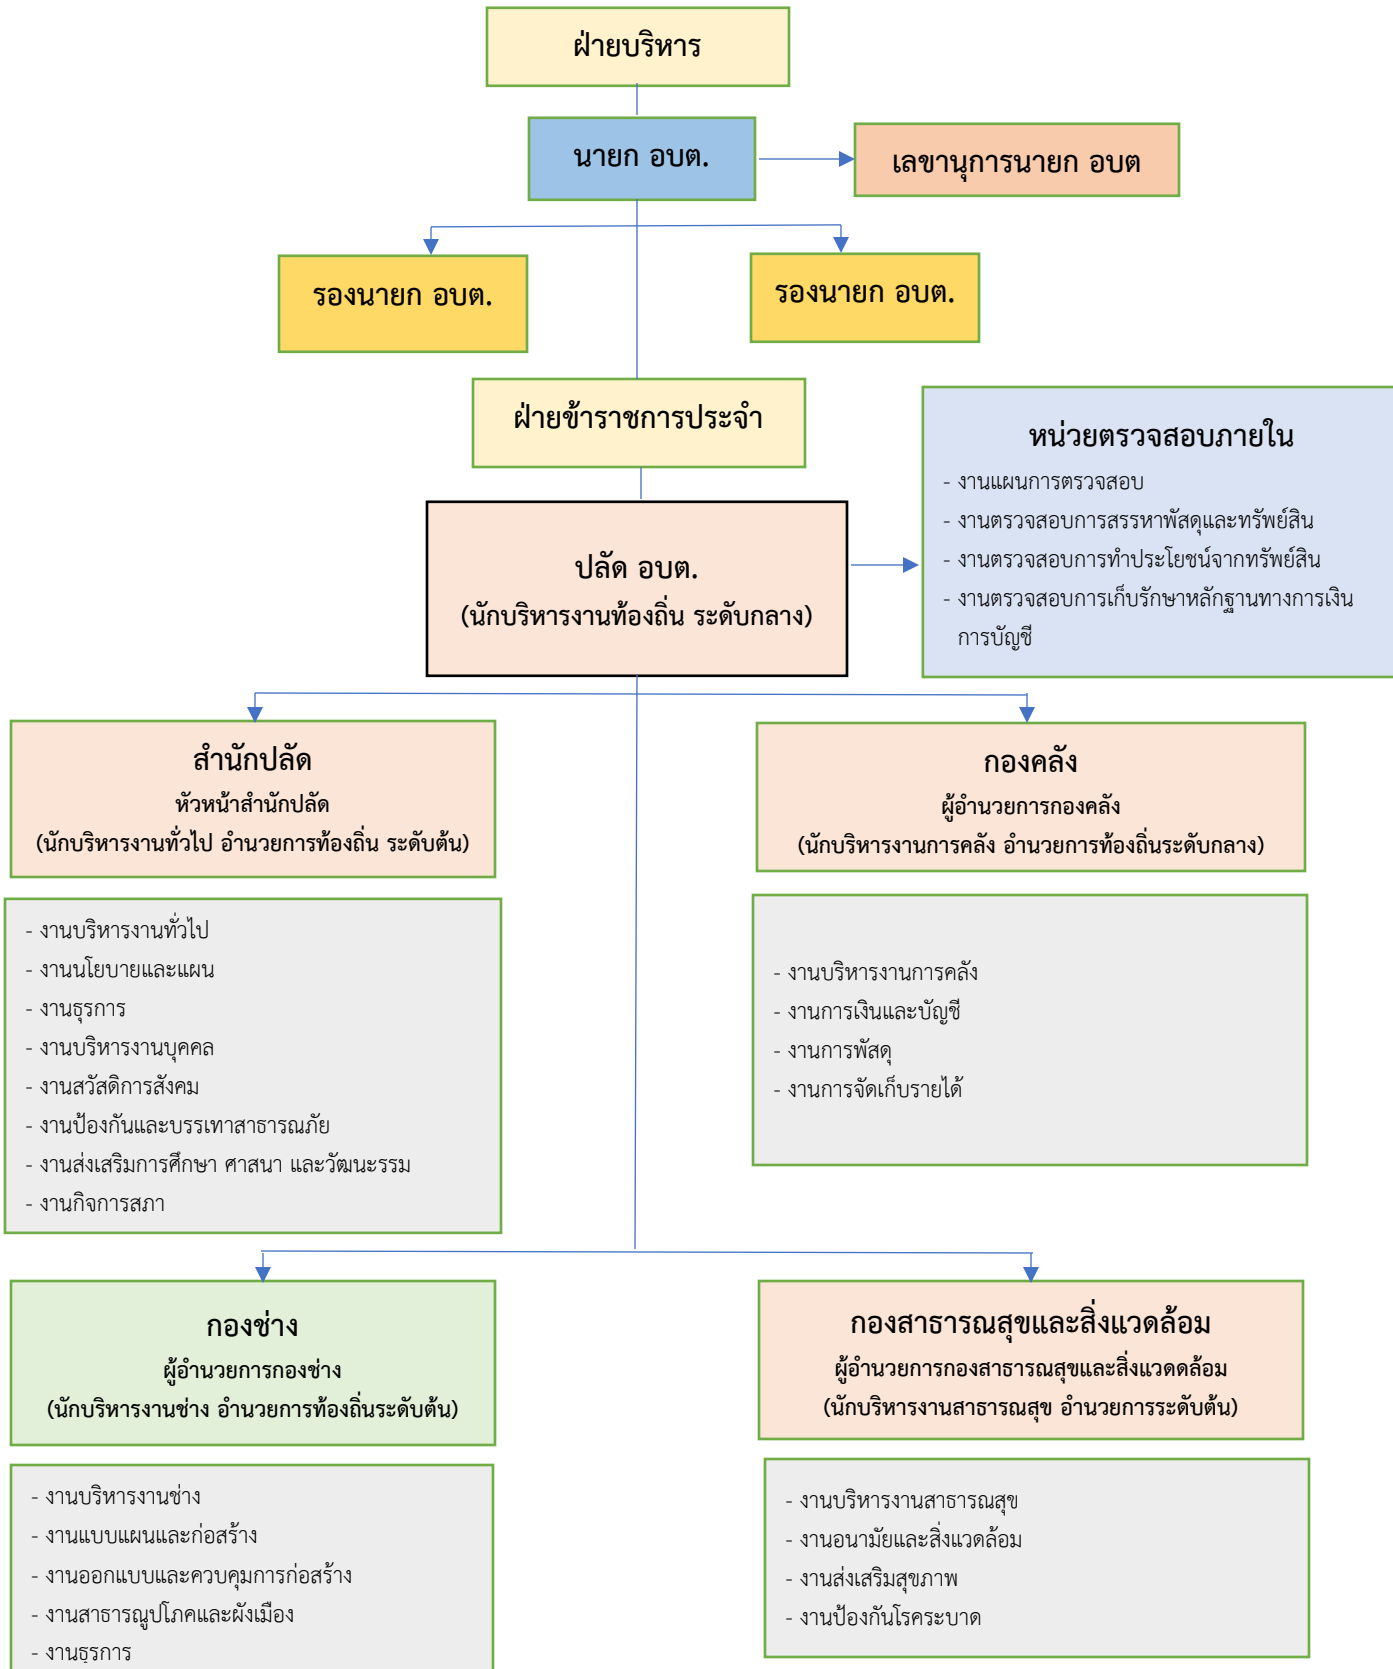 ฝ่ายบริหาร
นายก อบต.
เลขานุการนายก อบต
รองนายก อบต.
รองนายก อบต.
ฝ่ายข้าราชการประจำ
หน่วยตรวจสอบภายใน
- งานแผนการตรวจสอบ
- งานตรวจสอบการสรรหาพัสดุและทรัพย์สิน
- งานตรวจสอบการทำประโยชน์จากทรัพย์สิน
- งานตรวจสอบการเก็บรักษาหลักฐานทางการเงิน
การบัญชี
ปลัด อบต.
(นักบริหารงานท้องถิ่น ระดับกลาง)
สำนักปลัด
หัวหน้าสำนักปลัด
(นักบริหารงานทั่วไป อำนวยการท้องถิ่น ระดับต้น)
- งานบริหารงานทั่วไป
- งานนโยบายและแผน
- งานธุรการ
- งานบริหารงานบุคคล
- งานสวัสดิการสังคม
- งานป้องกันและบรรเทาสาธารณภัย
- งานส่งเสริมการศึกษา ศาสนา และวัฒนะรรม
- งานกิจการสภา
กองคลัง
ผู้อำนวยการกองคลัง
(นักบริหารงานการคลัง อำนวยการท้องถิ่นระดับกลาง)
- งานบริหารงานการคลัง
- งานการเงินและบัญชี
- งานการพัสดุ
- งานการจัดเก็บรายได้
กองช่าง
ผู้อำนวยการกองช่าง
(นักบริหารงานช่าง อำนวยการท้องถิ่นระดับต้น)
- งานบริหารงานช่าง
- งานแบบแผนและก่อสร้าง
- งานออกแบบและควบคุมการก่อสร้าง
- งานสาธารณูปโภคและผังเมือง
- งานธุรการ
กองสาธารณสุขและสิ่งแวดล้อม
ผู้อำนวยการกองสาธารณสุขและสิ่งแวดดล้อม
(นักบริหารงานสาธารณสุข อำนวยการระดับต้น)
- งานบริหารงานสาธารณสุข
- งานอนามัยและสิ่งแวดล้อม
- งานส่งเสริมสุขภาพ
- งานป้องกันโรคระบาด